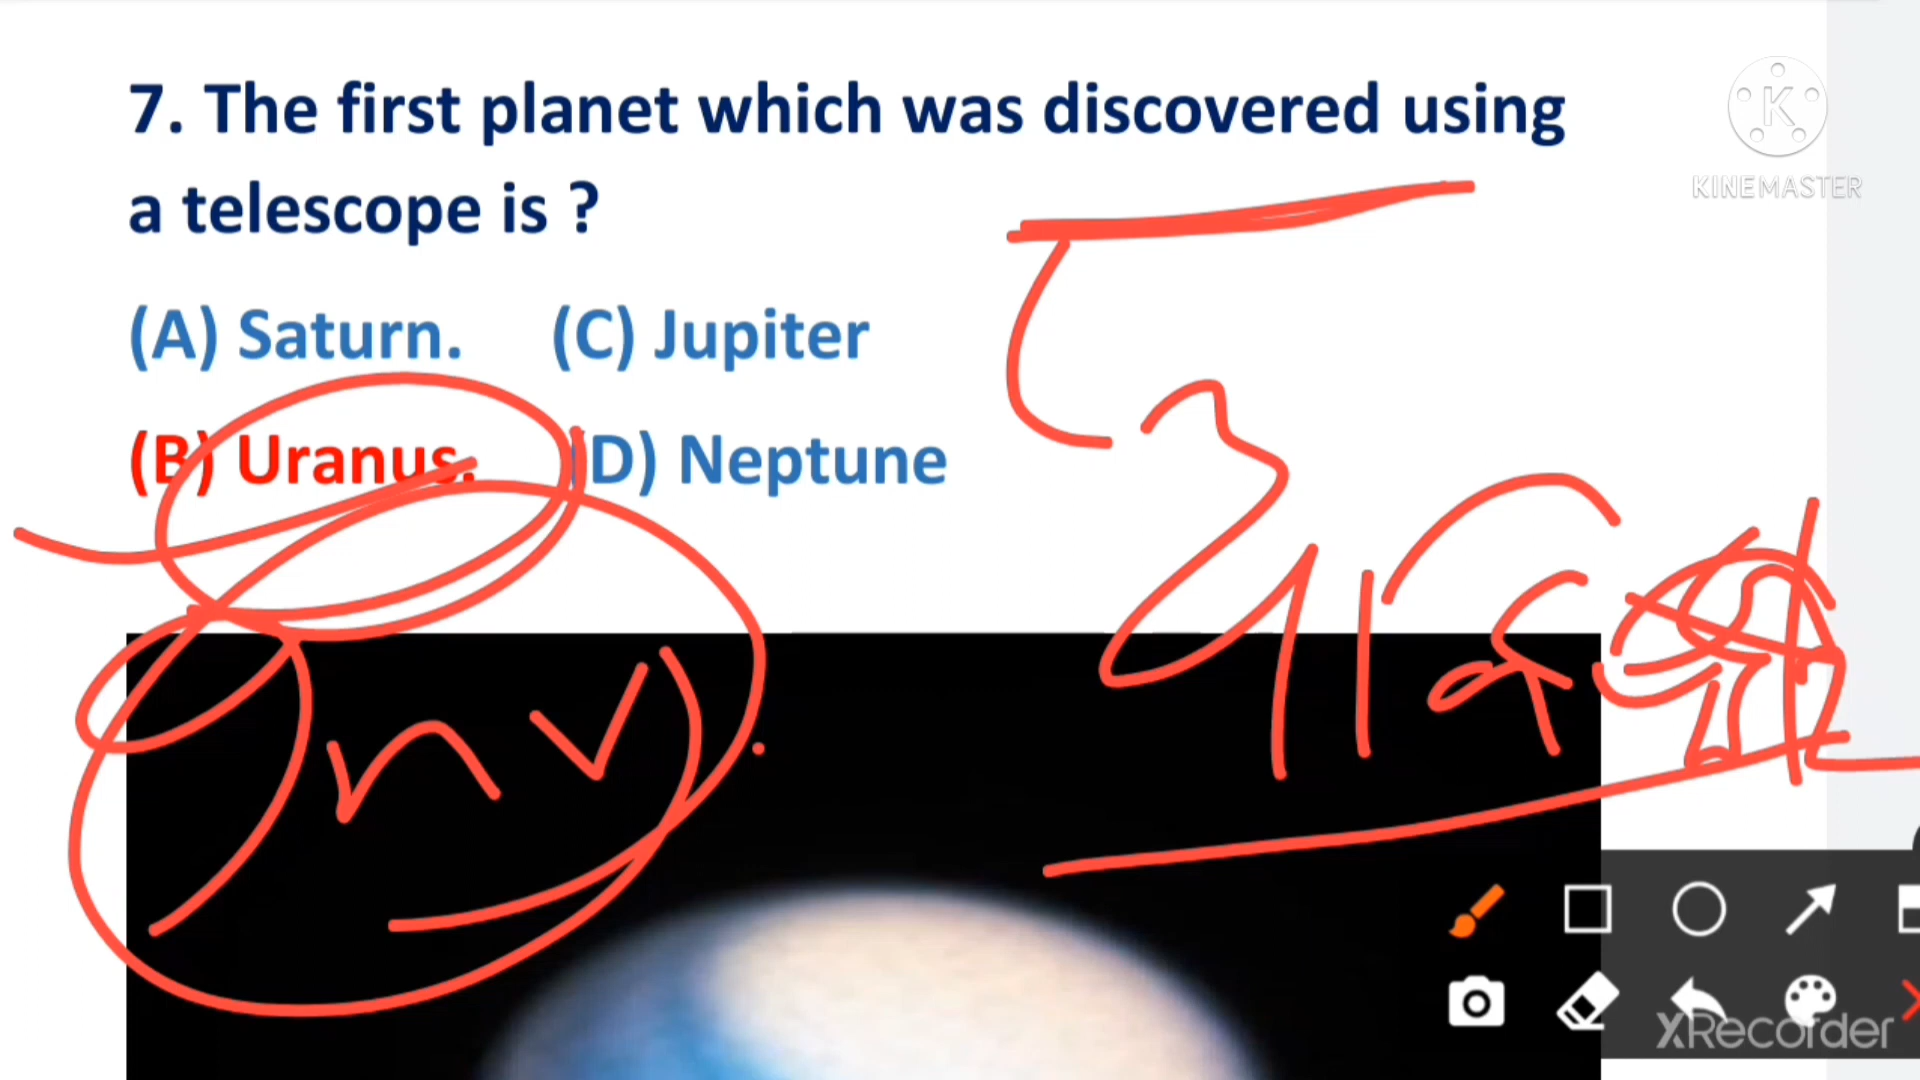 7. The first planet which was discovered using
a telescope is ?
(A) Saturn. (C) Jupiter
(B) Uranus. (D) Neptune
K
KINEMASTER
XRecorder